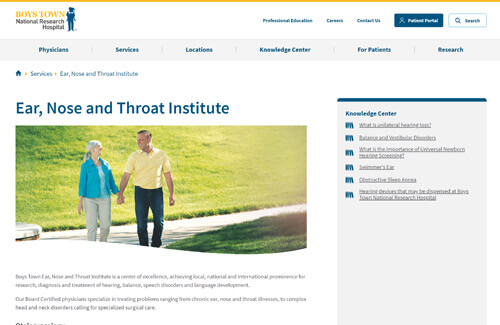 BOYS TOWN
National Research
Hospital
Professional Education
Careers
Contact Us
Patient Portal
Search
Physicians
Services
Locations
Knowledge Center
For Patients
Research
Services
Ear, Nose and Throat Institute
Ear, Nose and Throat Institute
Knowledge Center
What is unilateral hearing loss?
Balance and Vestibular Disorders
What is the Importance of Universal Newborn
Hearing Screening?
Swimmer's Ear
Obstructive Sleep Apnea
Hearing devices that may be dispensed at Boys
Town National Research Hospital
Boys Town Ear, Nose and Throat Institute is a center of excellence, achieving local, national and international prominence for
research, diagnosis and treatment of hearing, balance, speech disorders and language development.
Our Board Certified physicians specialize in treating problems ranging from chronic ear, nose and throat illnesses, to complex
head and neck disorders calling for specialized surgical care.